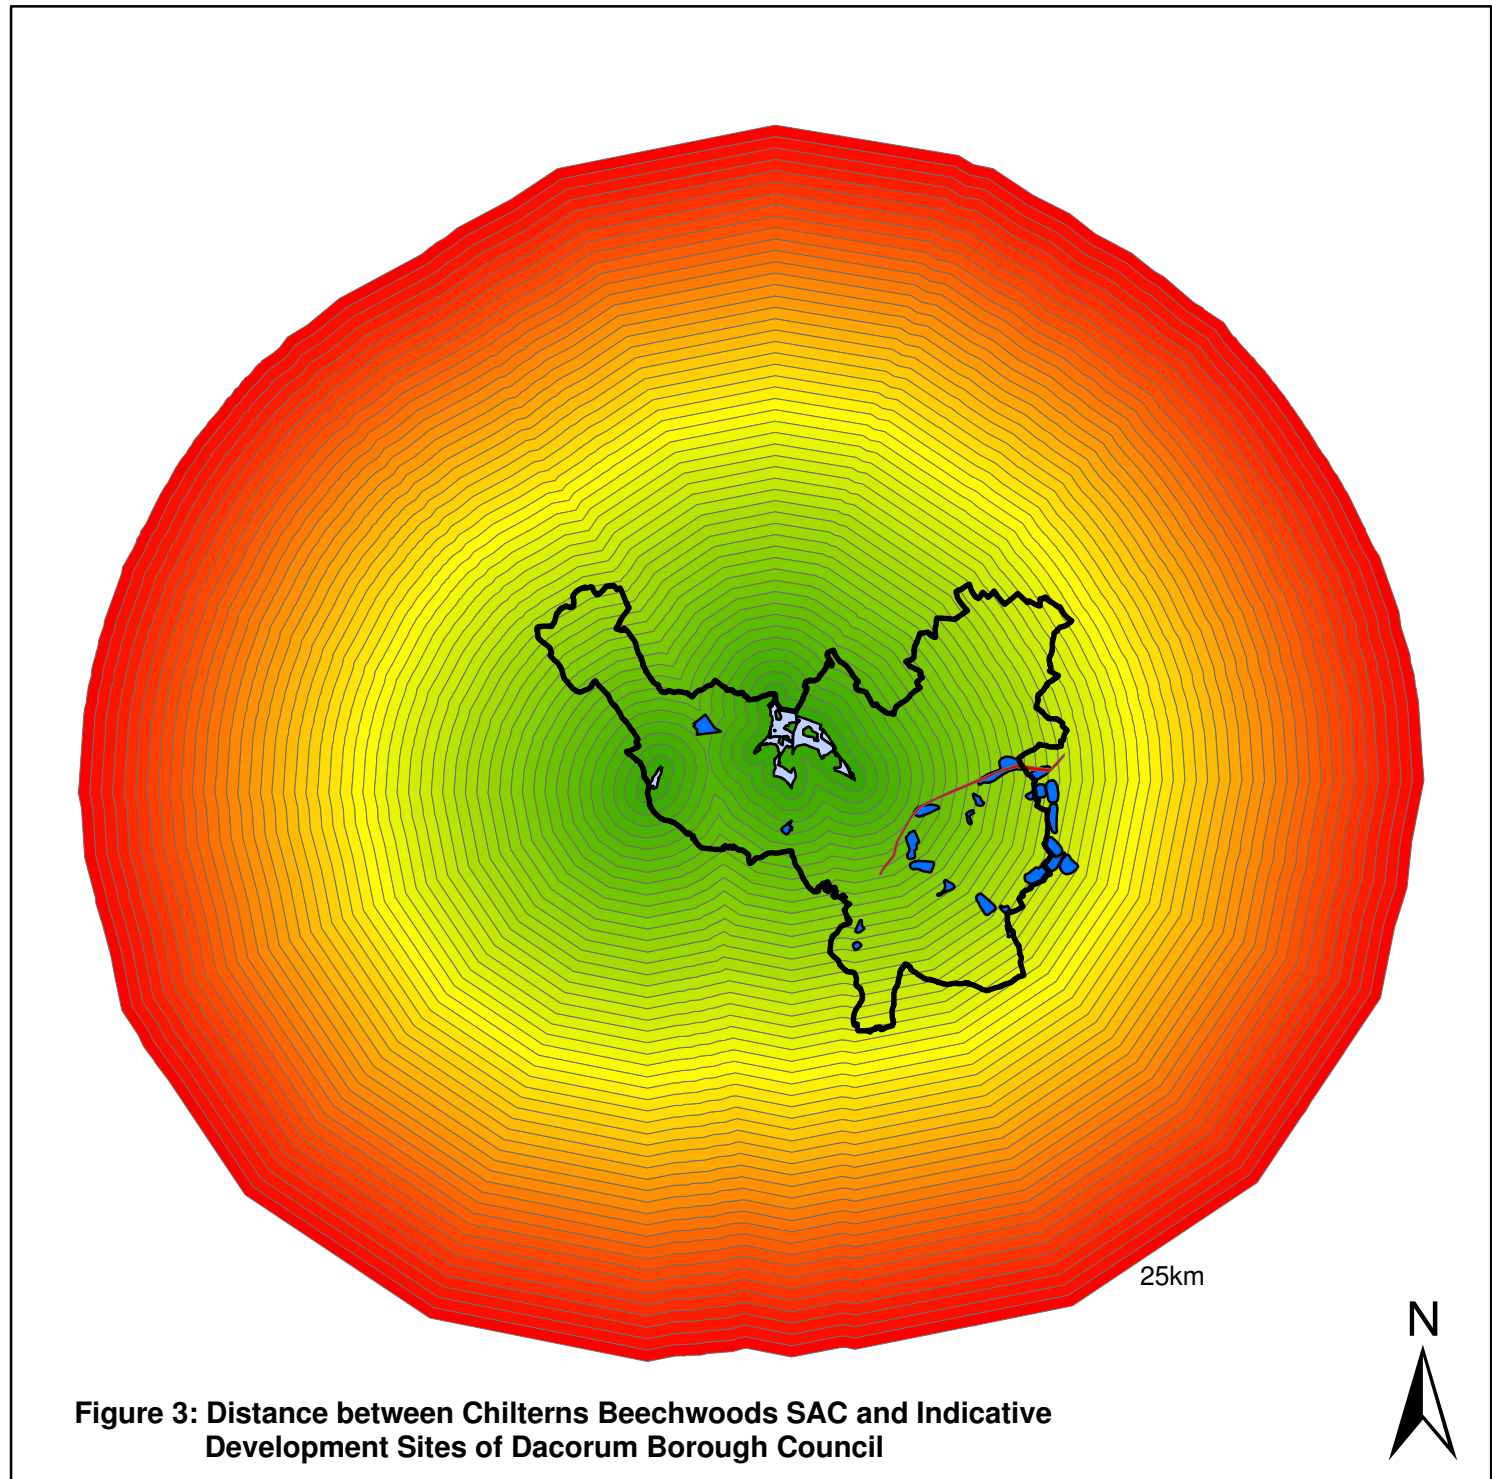 25km
N
Figure 3: Distance between Chilterns Beechwoods SAC and Indicative
Development Sites of Dacorum Borough Council